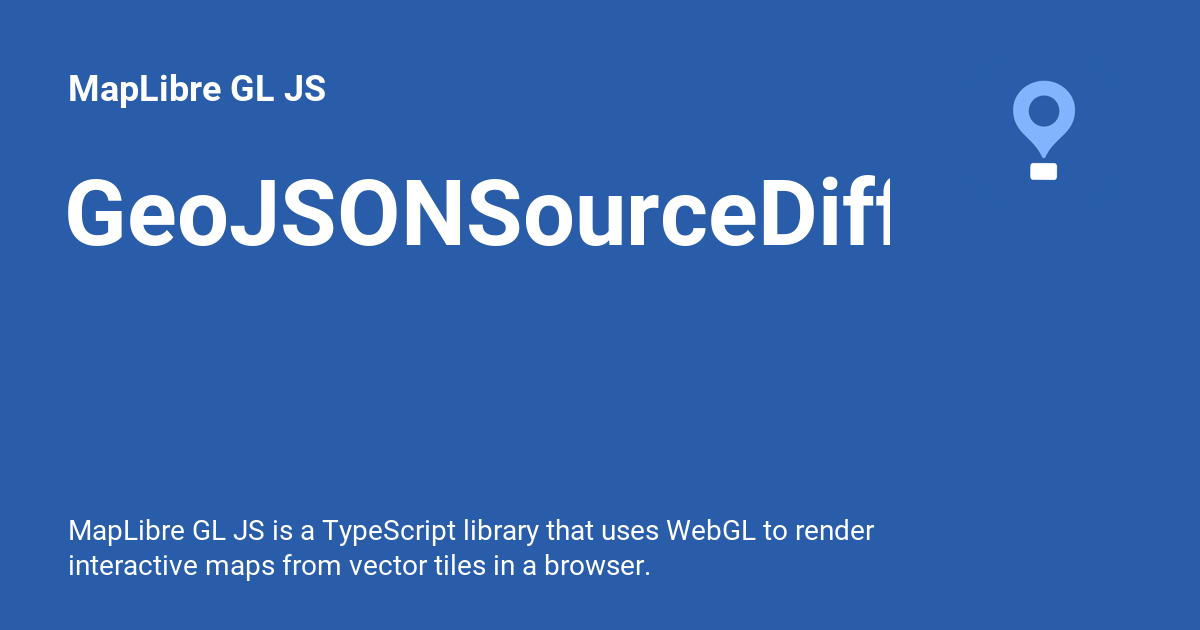 MapLibre GL JS
GeoJSONSourceDiff
MapLibre GL JS is a TypeScript library that uses WebGL to render
interactive maps from vector tiles in a browser.